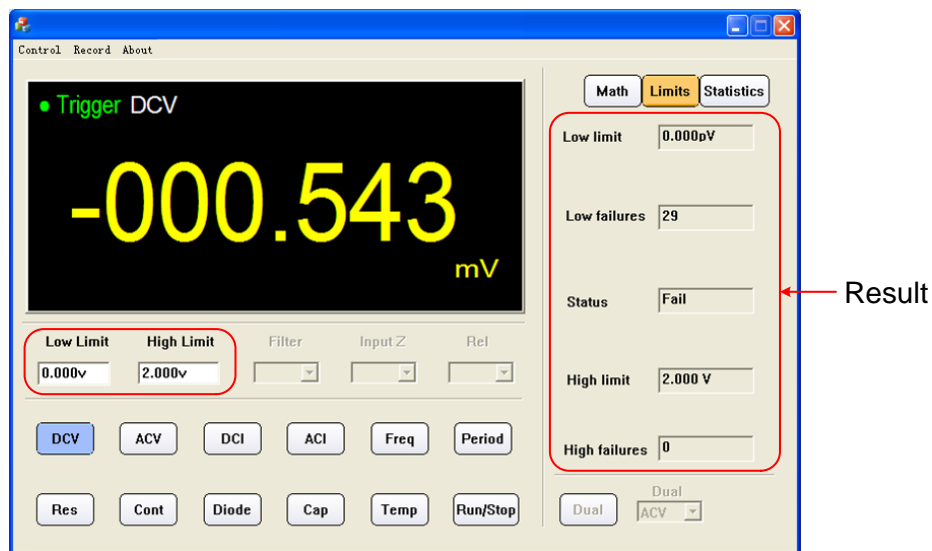 Control Record About
Trigger DCV
-000.543
mV
Low Limit High Limit Filter Input Z Rel
0.000v 2.000v
DCV ACV DCI ACI Freq Period
Res Cont Diode Cap Temp Run/Stop
Math Limits Statistics
Low limit 0.000pV
Low failures 29
Status Fail
High limit 2.000 V
High failures 0
Dual
Dual ACV
Result